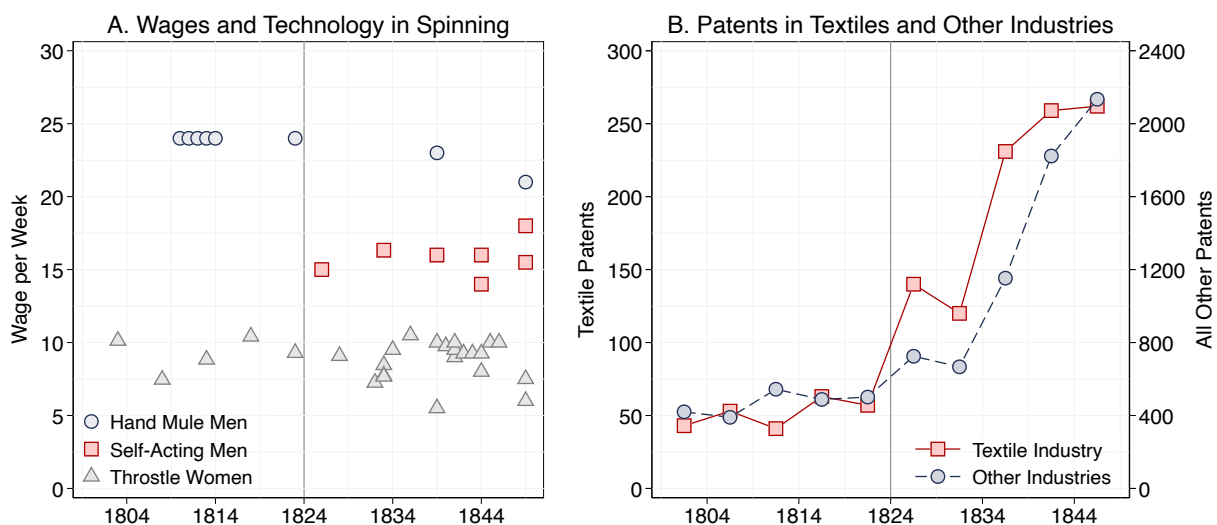 A. Wages and Technology in Spinning
Wage per Week
30
25
20
15
10
5
0
Hand Mule Men
Self-Acting Men
Throstle Women
1804 1814 1824 1834 1844
B. Patents in Textiles and Other Industries
Textile Patents
300
250
200
150
100
50
0
Textile Industry
Other Industries
1804 1814 1824 1834 1844
2400
2000
1600
1200
800
400
0
All Other Patents